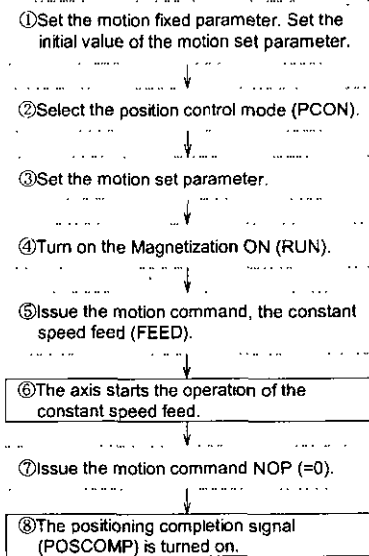 ①Set the motion fixed parameter. Set the
initial value of the motion set parameter.
②Select the position control mode (PCON).
③Set the motion set parameter.
④Turn on the Magnetization ON (RUN).
⑤Issue the motion command, the constant
speed feed (FEED).
⑥The axis starts the operation of the
constant speed feed.
⑦Issue the motion command NOP (=0).
⑧The positioning completion signal
(POSCOMP) is turned on.